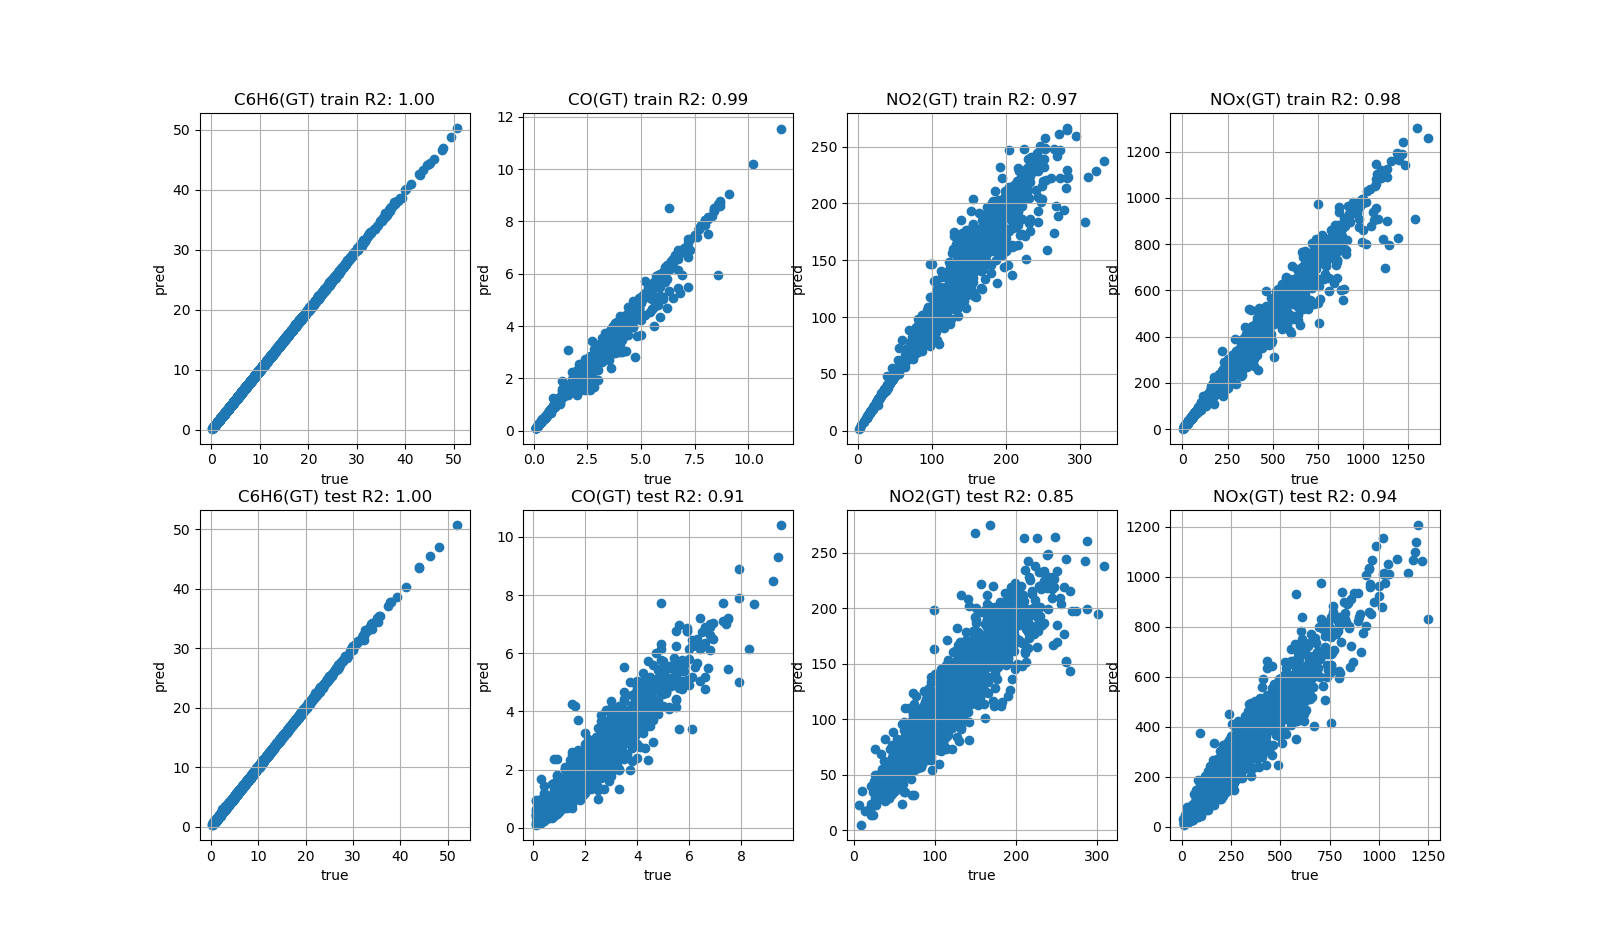 C6H6(GT) train R2: 1.00
CO(GT) train R2: 0.99
NO2(GT) train R2: 0.97
NOx(GT) train R2: 0.98
50
40
30
20
10
0
pred
0 10 20 30 40 50
true
12
10
8
6
4
2
0
pred
0.0 2.5 5.0 7.5 10.0
true
250
200
150
100
50
0
pred
0 100 200 300
true
1200
1000
800
600
400
200
0
pred
0 250 500 750 1000 1250
true
C6H6(GT) test R2: 1.00
CO(GT) test R2: 0.91
NO2(GT) test R2: 0.85
NOx(GT) test R2: 0.94
50
40
30
20
10
0
pred
0 10 20 30 40 50
true
10
8
6
4
2
0
pred
0 2 4 6 8
true
250
200
150
100
50
0
pred
0 100 200 300
true
1200
1000
800
600
400
200
0
pred
0 250 500 750 1000 1250
true